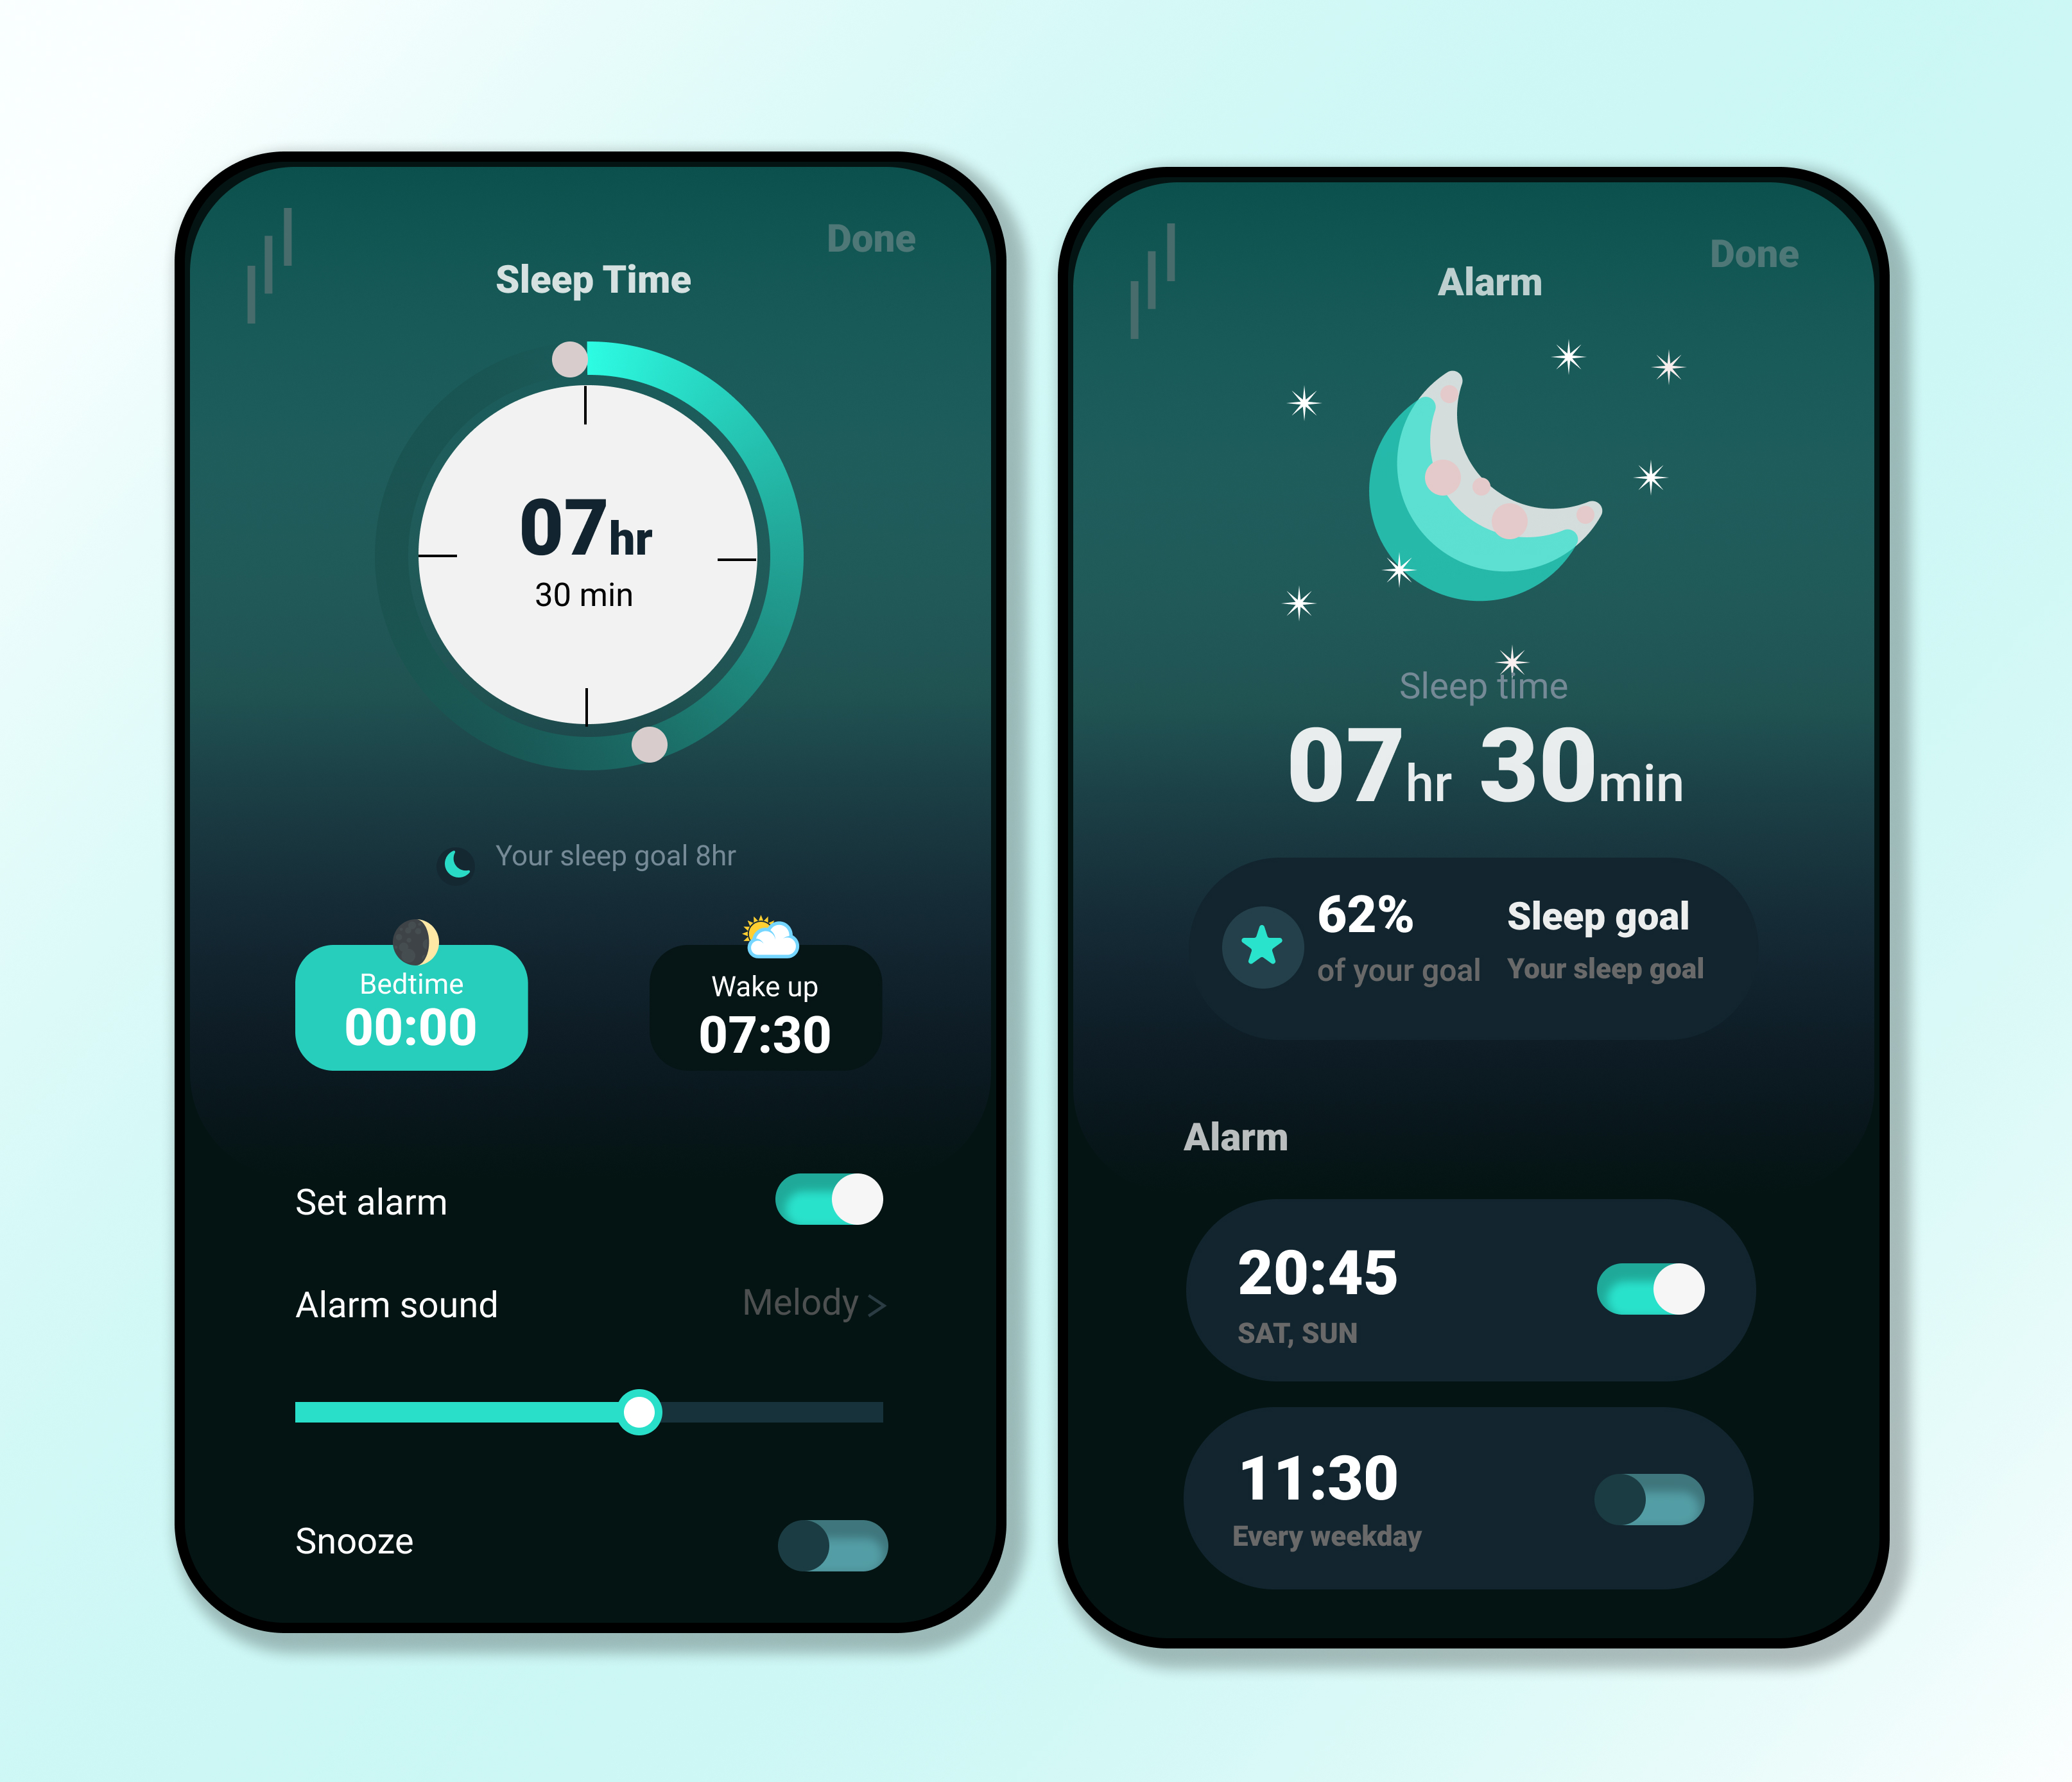 Done
Sleep Time
07hr
30 min
Your sleep goal 8hr
Bedtime
00:00
Wake up
07:30
Set alarm
Alarm sound
Melody >
Snooze
Done
Alarm
Sleep time
07hr 30min
62%
of your goal
Sleep goal
Your sleep goal
Alarm
20:45
SAT, SUN
11:30
Every weekday